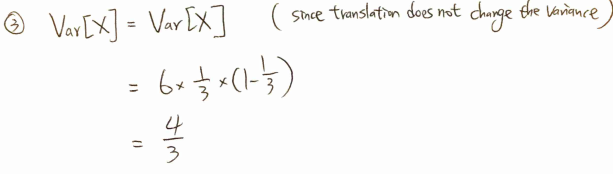 ③ Var[X] = Var[X] ( since translation does not change the variance )
= 6 × 1/3 × (1 - 1/3)
= 4/3